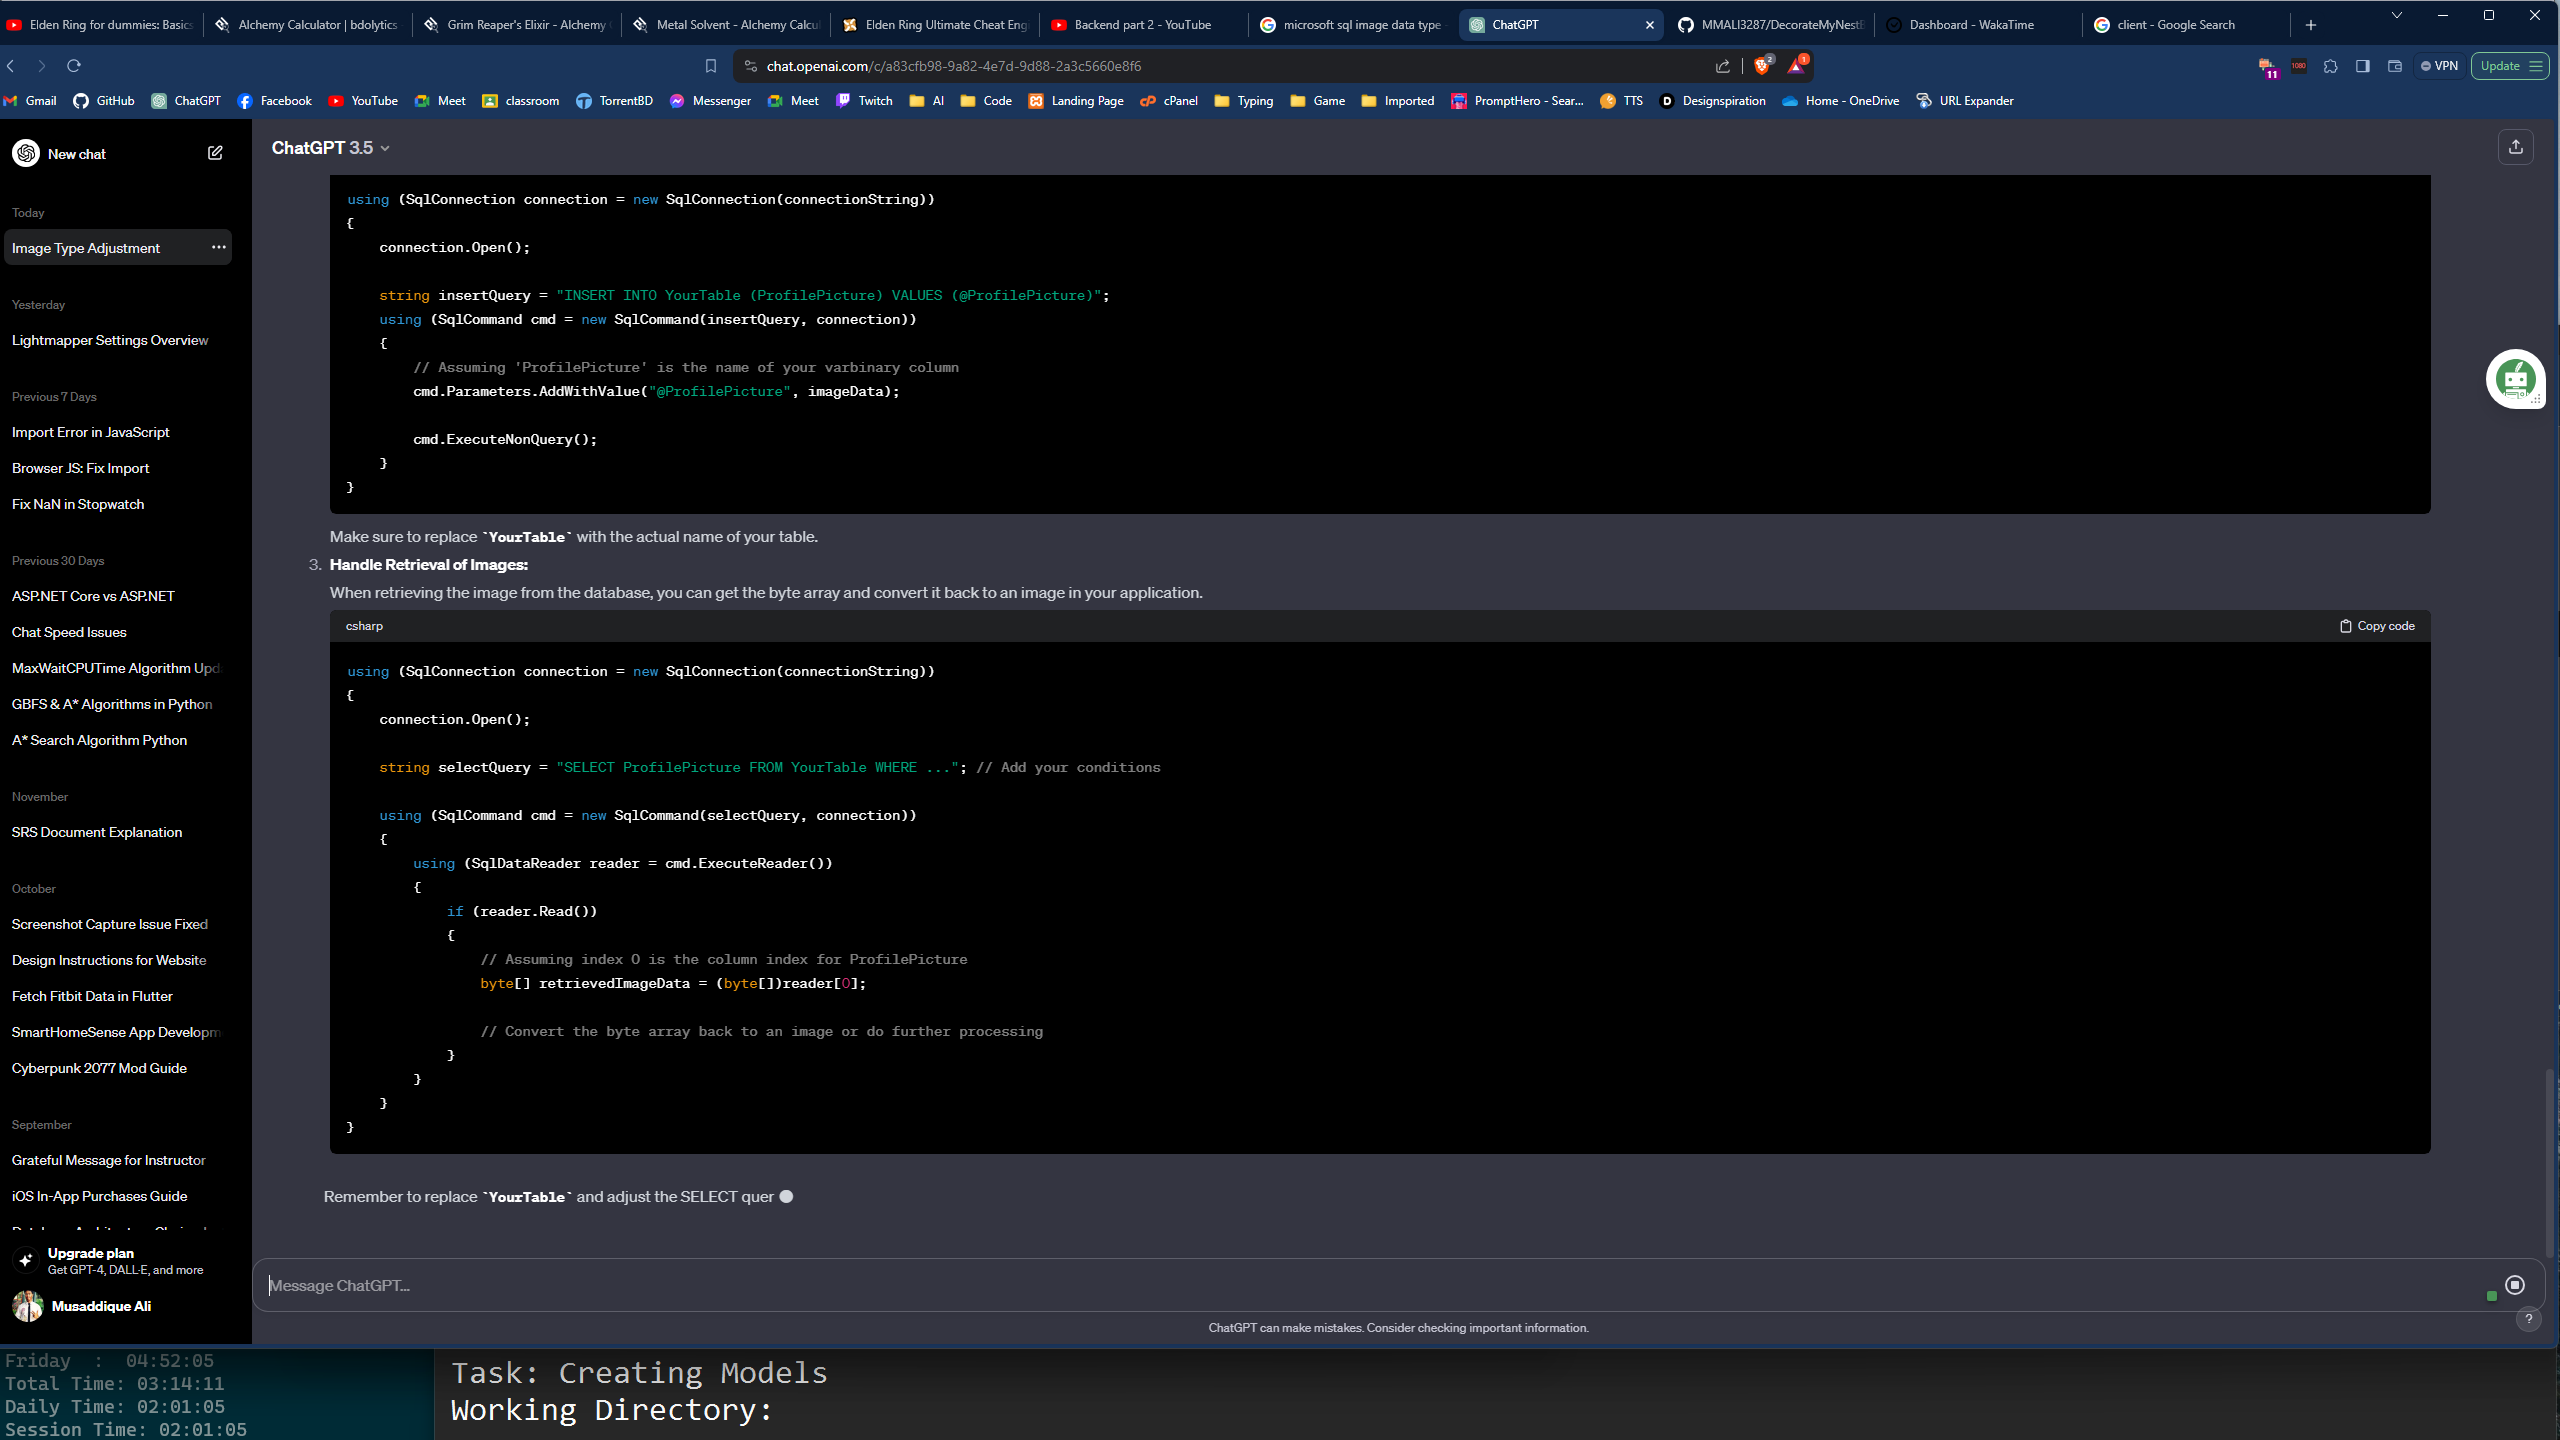 Elden Ring for dummies: Basics
Alchemy Calculator | bdolytics
Grim Reaper's Elixir - Alchemy
Metal Solvent - Alchemy Calcu
Elden Ring Ultimate Cheat Eng
Backend part 2 - YouTube
microsoft sql image data type
ChatGPT
MMALI3287/DecorateMyNest
Dashboard - WakaTime
client - Google Search
chat.openai.com/c/a83cfb98-9a82-4e7d-9d88-2a3c5660e8f6
2
1
11
1080
VPN
Update
Gmail
GitHub
ChatGPT
Facebook
YouTube
Meet
classroom
TorrentBD
Messenger
Meet
Twitch
AI
Code
Landing Page
cPanel
Typing
Game
Imported
PromptHero - Sear...
TTS
Designspiration
Home - OneDrive
URL Expander
New chat
Today
Image Type Adjustment
Yesterday
Lightmapper Settings Overview
Previous 7 Days
Import Error in JavaScript
Browser JS: Fix Import
Fix NaN in Stopwatch
Previous 30 Days
ASP.NET Core vs ASP.NET
Chat Speed Issues
MaxWaitCPUTime Algorithm Upd
GBFS & A* Algorithms in Python
A* Search Algorithm Python
November
SRS Document Explanation
October
Screenshot Capture Issue Fixed
Design Instructions for Website
Fetch Fitbit Data in Flutter
SmartHomeSense App Developm
Cyberpunk 2077 Mod Guide
September
Grateful Message for Instructor
iOS In-App Purchases Guide
Upgrade plan
Get GPT-4, DALL·E, and more
Musaddique Ali
ChatGPT 3.5
using (SqlConnection connection = new SqlConnection(connectionString))
{
connection.Open();
string insertQuery = "INSERT INTO YourTable (ProfilePicture) VALUES (@ProfilePicture)";
using (SqlCommand cmd = new SqlCommand(insertQuery, connection))
{
// Assuming 'ProfilePicture' is the name of your varbinary column
cmd.Parameters.AddWithValue("@ProfilePicture", imageData);
cmd.ExecuteNonQuery();
}
}
Make sure to replace `YourTable` with the actual name of your table.
3. Handle Retrieval of Images:
When retrieving the image from the database, you can get the byte array and convert it back to an image in your application.
csharp
Copy code
using (SqlConnection connection = new SqlConnection(connectionString))
{
connection.Open();
string selectQuery = "SELECT ProfilePicture FROM YourTable WHERE ..."; // Add your conditions
using (SqlCommand cmd = new SqlCommand(selectQuery, connection))
{
using (SqlDataReader reader = cmd.ExecuteReader())
{
if (reader.Read())
{
// Assuming index 0 is the column index for ProfilePicture
byte[] retrievedImageData = (byte[])reader[0];
// Convert the byte array back to an image or do further processing
}
}
}
}
Remember to replace `YourTable` and adjust the SELECT quer
Message ChatGPT...
ChatGPT can make mistakes. Consider checking important information.
?
Friday : 04:52:05
Total Time: 03:14:11
Daily Time: 02:01:05
Session Time: 02:01:05
Task: Creating Models
Working Directory: